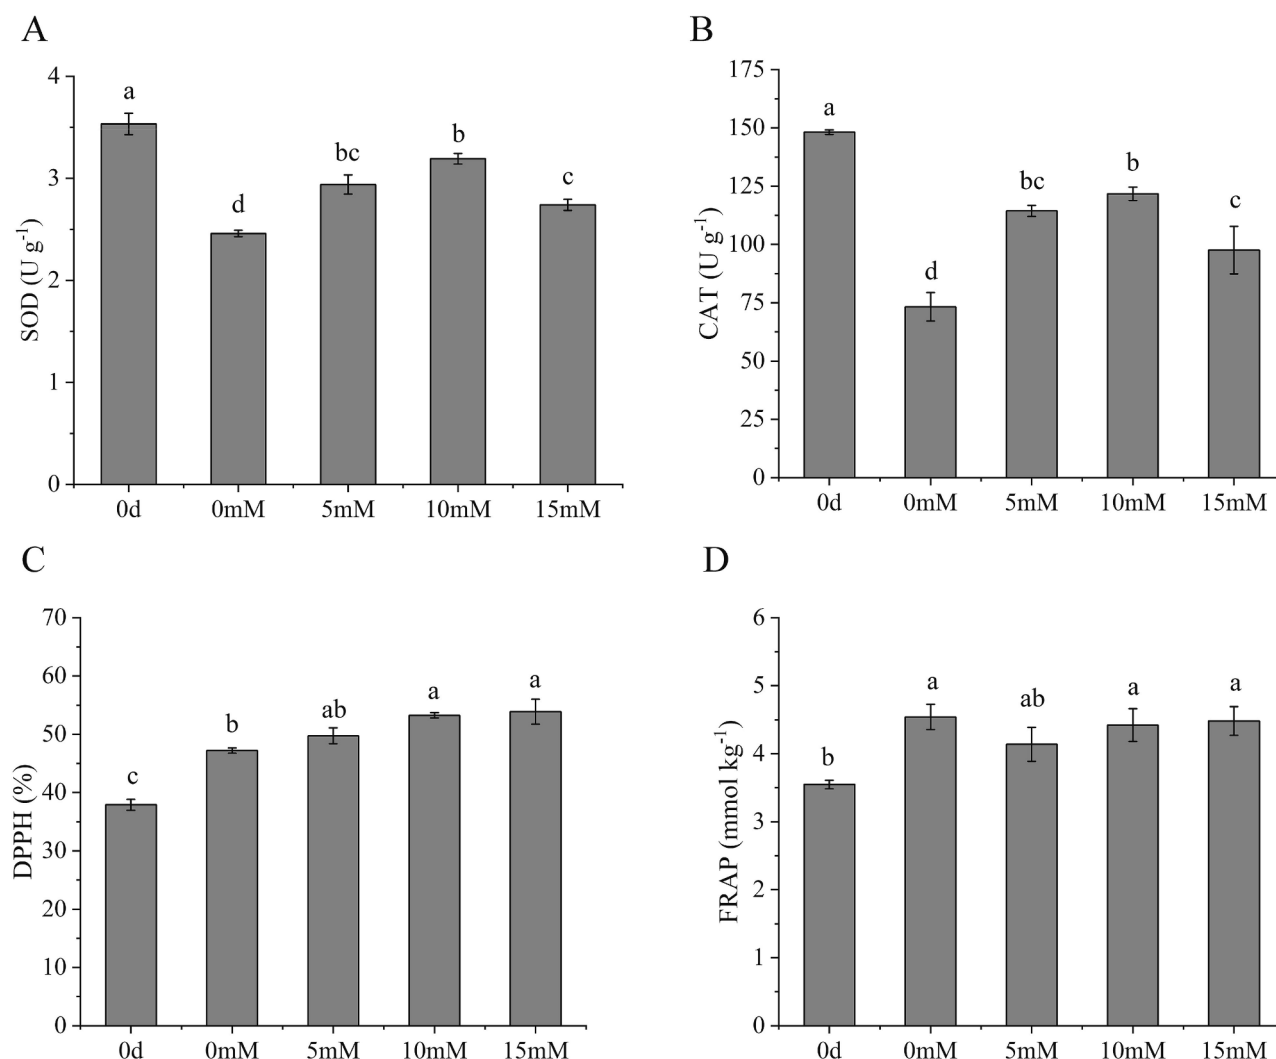 A
SOD (U g⁻¹)
4
3
2
1
0
a
d
bc
b
c
0d 0mM 5mM 10mM 15mM
B
CAT (U g⁻¹)
175
150
125
100
75
50
25
0
a
d
bc
b
c
0d 0mM 5mM 10mM 15mM
C
DPPH (%)
70
60
50
40
30
20
10
0
c
b
ab
a
a
0d 0mM 5mM 10mM 15mM
D
FRAP (mmol kg⁻¹)
6
5
4
3
2
1
0
b
a
ab
a
a
0d 0mM 5mM 10mM 15mM